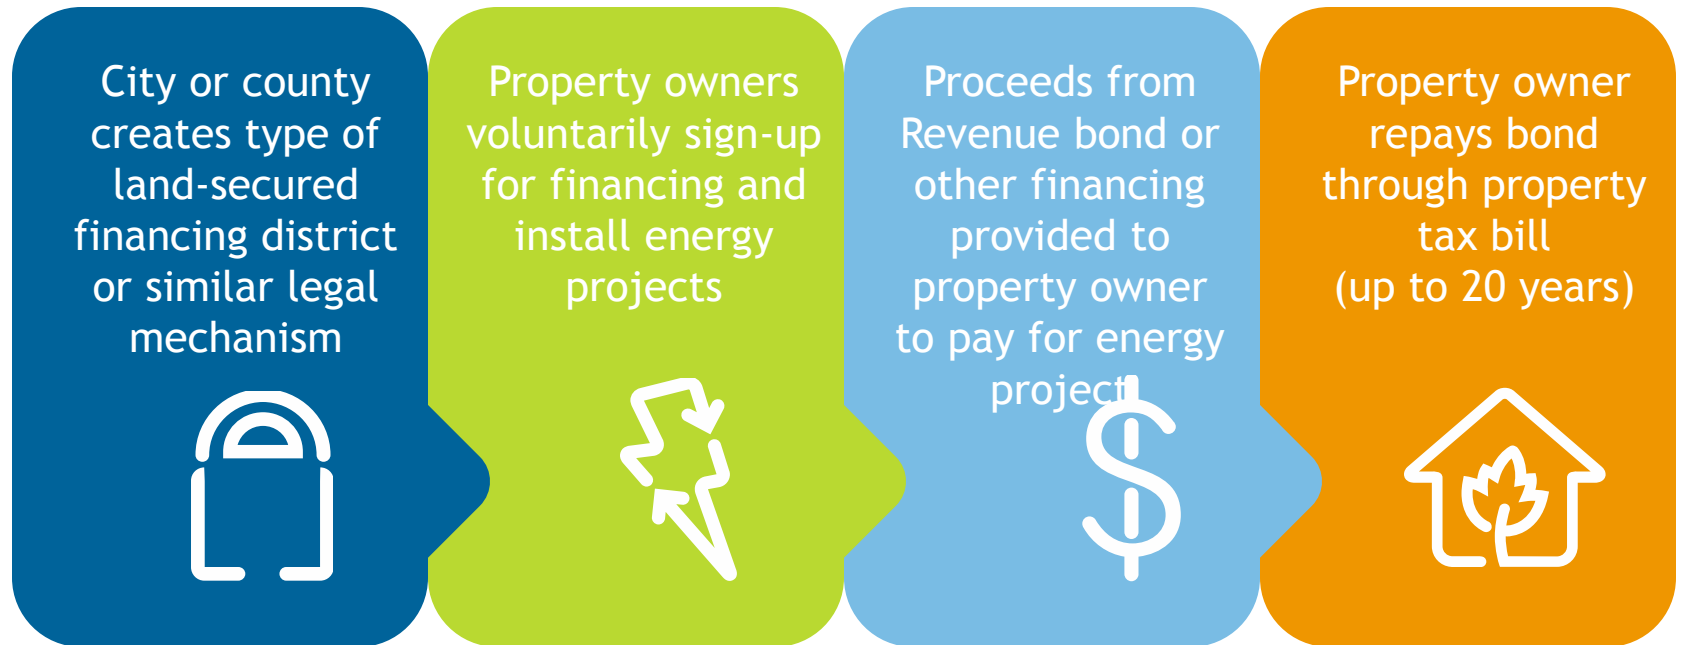 City or county
creates type of
land-secured
financing district
or similar legal
mechanism
Property owners
voluntarily sign-up
for financing and
install energy
projects
Proceeds from
Revenue bond or
other financing
provided to
property owner
to pay for energy
project
Property owner
repays bond
through property
tax bill
(up to 20 years)